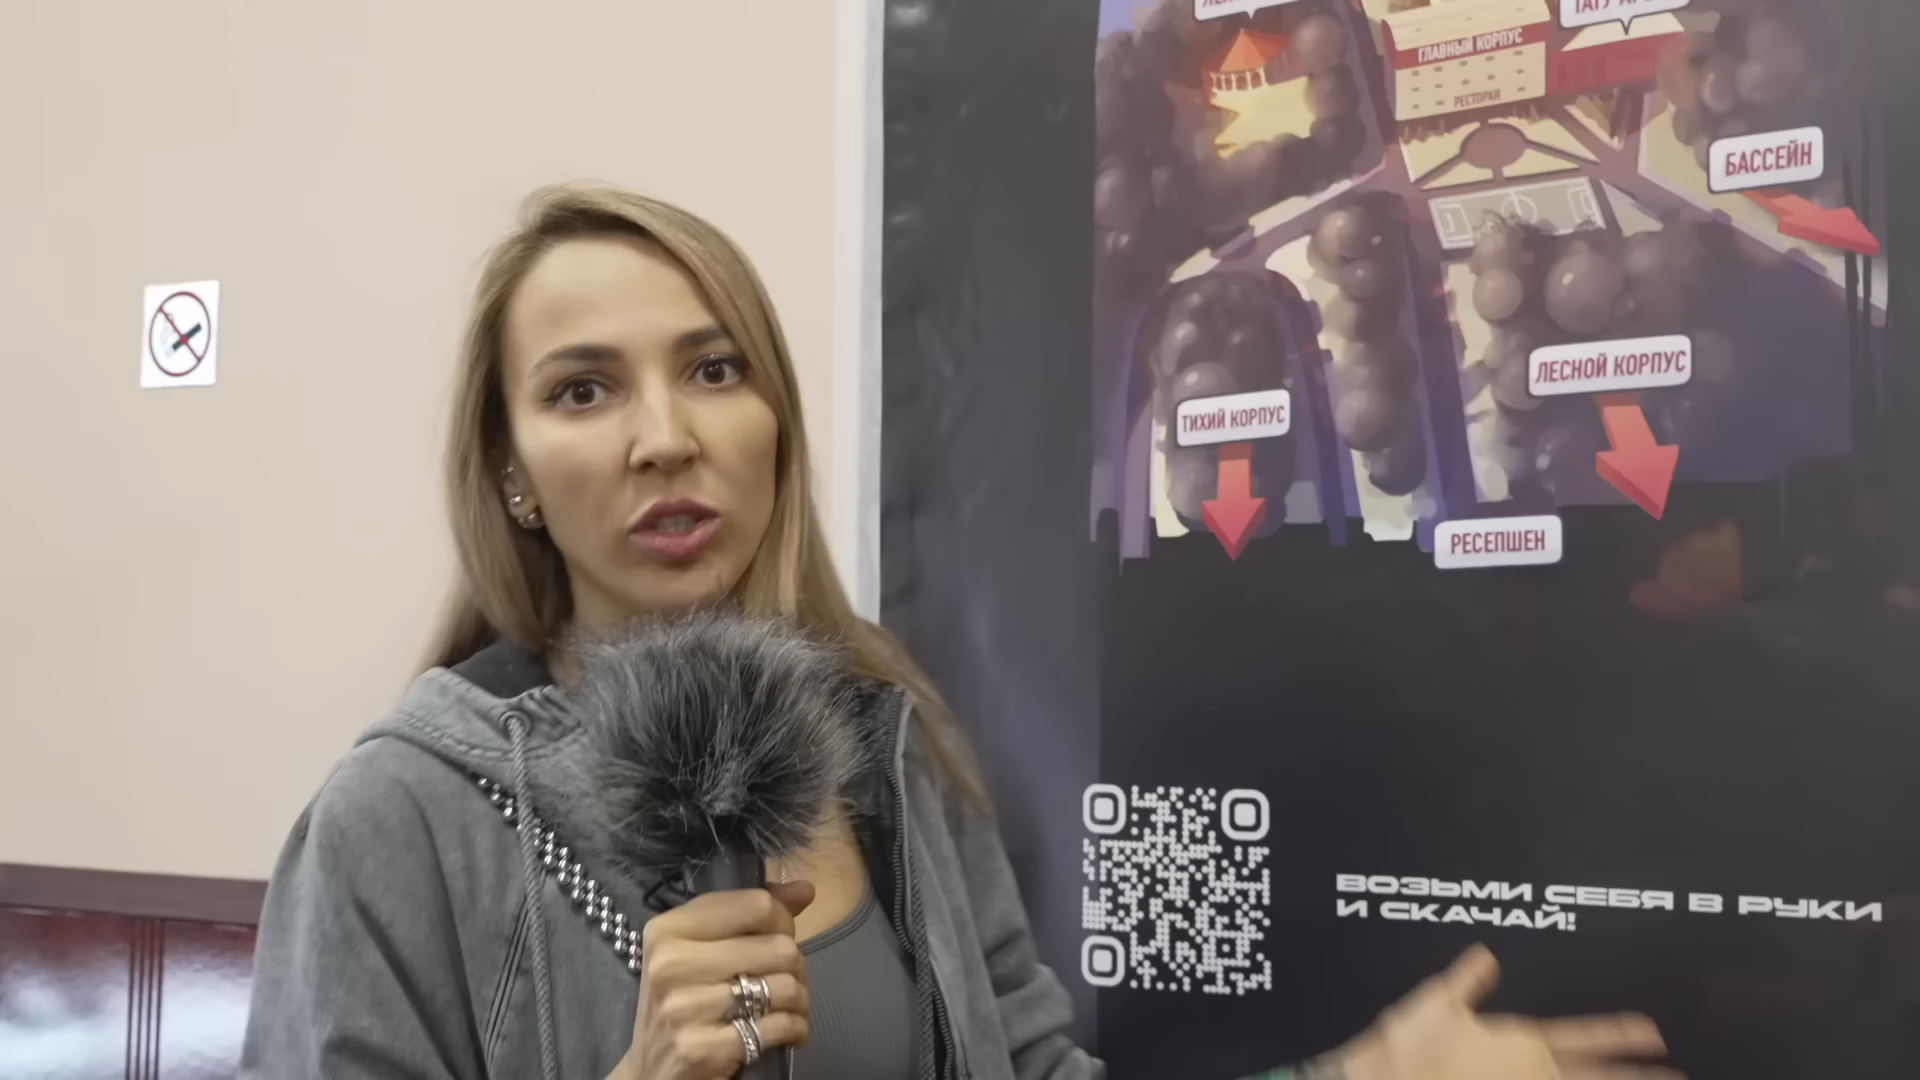 ГЛАВНЫЙ КОРПУС
РЕСТОРАН
БАССЕЙН
ЛЕСНОЙ КОРПУС
ТИХИЙ КОРПУС
РЕСЕПШЕН
ВОЗЬМИ СЕБЯ В РУКИ
И СКАЧАЙ!